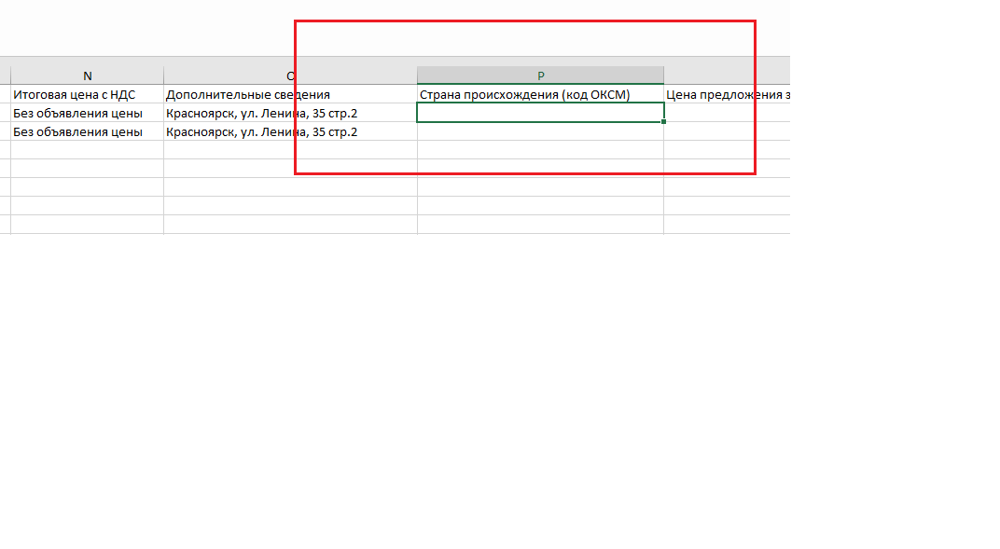 N O P
Итоговая цена с НДС Дополнительные сведения Страна происхождения (код ОКСМ) Цена предложения з
Без объявления цены Красноярск, ул. Ленина, 35 стр.2
Без объявления цены Красноярск, ул. Ленина, 35 стр.2